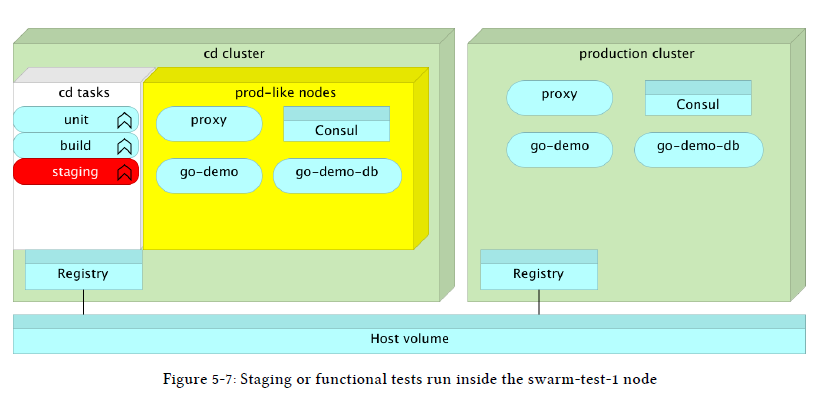 cd cluster
production cluster
cd tasks
prod-like nodes
unit
build
staging
proxy
Consul
go-demo
go-demo-db
proxy
Consul
go-demo
go-demo-db
Registry
Registry
Host volume
Figure 5-7: Staging or functional tests run inside the swarm-test-1 node